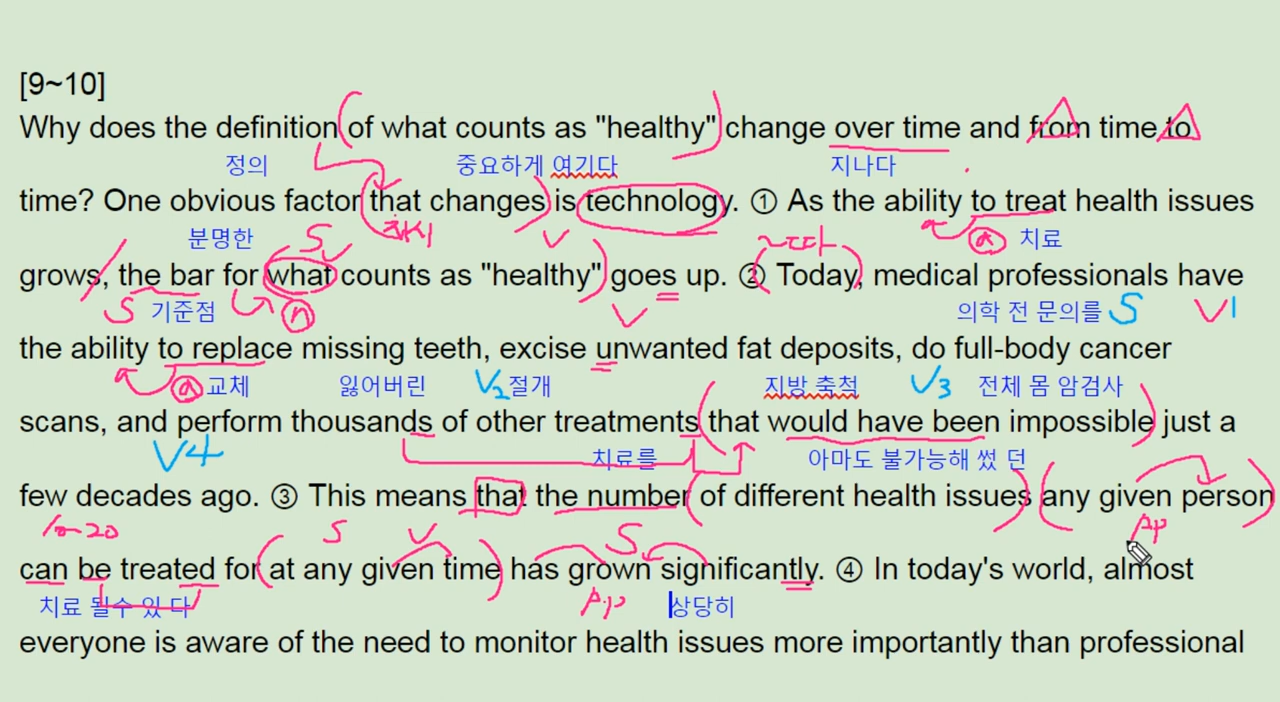 [9~10]
Why does the definition of what counts as "healthy" change over time and from time to
정의 중요하게 여기다 지나다
time? One obvious factor that changes is technology. ① As the ability to treat health issues
분명한 S V ⓐ 치료
grows, the bar for what counts as "healthy" goes up. ② Today, medical professionals have
S 기준점 ⓝ V 의학 전 문의를 S V1
the ability to replace missing teeth, excise unwanted fat deposits, do full-body cancer
ⓐ 교체 잃어버린 V2 절개 지방 축척 V3 전체 몸 암검사
scans, and perform thousands of other treatments that would have been impossible just a
V4 치료를 아마도 불가능해 썼 던
few decades ago. ③ This means that the number of different health issues any given person
10~20 S V S pp
can be treated for at any given time has grown significantly. ④ In today's world, almost
치료 될수 있 다 p.p 상당히
everyone is aware of the need to monitor health issues more importantly than professional